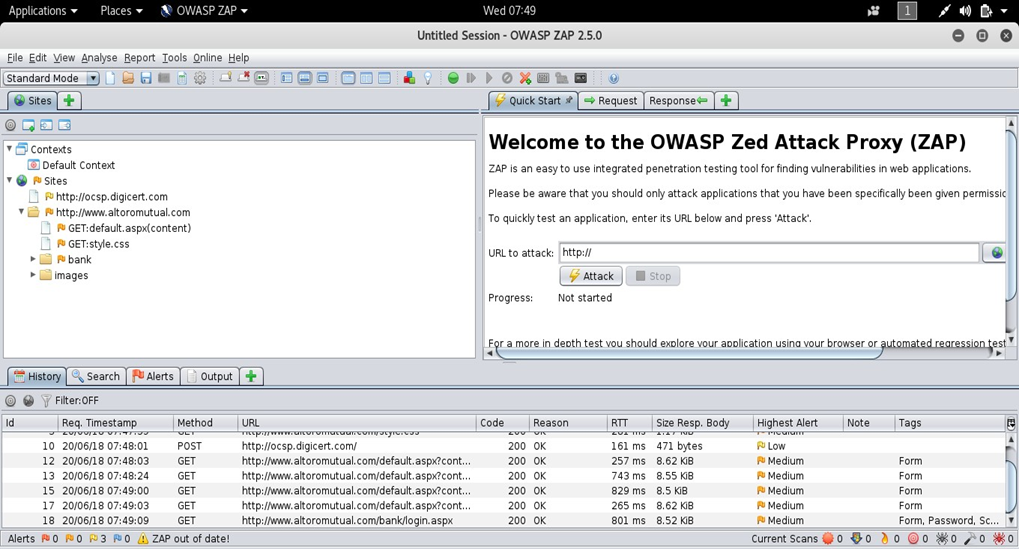 Applications Places OWASP ZAP Wed 07:49 1
Untitled Session - OWASP ZAP 2.5.0
File Edit View Analyse Report Tools Online Help
Standard Mode
Sites
Quick Start Request Response
Contexts
Default Context
Sites
http://ocsp.digicert.com
http://www.altoromutual.com
GET:default.aspx(content)
GET:style.css
bank
images
Welcome to the OWASP Zed Attack Proxy (ZAP)
ZAP is an easy to use integrated penetration testing tool for finding vulnerabilities in web applications.
Please be aware that you should only attack applications that you have been specifically been given permissic
To quickly test an application, enter its URL below and press 'Attack'.
URL to attack: http://
Attack Stop
Progress: Not started
For a more in depth test you should explore your application using your browser or automated regression test
History Search Alerts Output
Filter:OFF
Id Req. Timestamp Method URL Code Reason RTT Size Resp. Body Highest Alert Note Tags
10 20/06/18 07:48:01 POST http://ocsp.digicert.com/ 200 OK 161 ms 471 bytes Low
12 20/06/18 07:48:03 GET http://www.altoromutual.com/default.aspx?cont... 200 OK 257 ms 8.62 KiB Medium Form
13 20/06/18 07:48:24 GET http://www.altoromutual.com/default.aspx?cont... 200 OK 743 ms 8.55 KiB Medium Form
15 20/06/18 07:49:00 GET http://www.altoromutual.com/default.aspx?cont... 200 OK 829 ms 8.5 KiB Medium Form
17 20/06/18 07:49:03 GET http://www.altoromutual.com/default.aspx?cont... 200 OK 265 ms 8.62 KiB Medium Form
18 20/06/18 07:49:09 GET http://www.altoromutual.com/bank/login.aspx 200 OK 801 ms 8.52 KiB Medium Form, Password, Sc...
Alerts 0 0 3 0 ZAP out of date! Current Scans 0 0 0 0 0 0 0